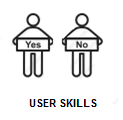 Yes No
USER SKILLS